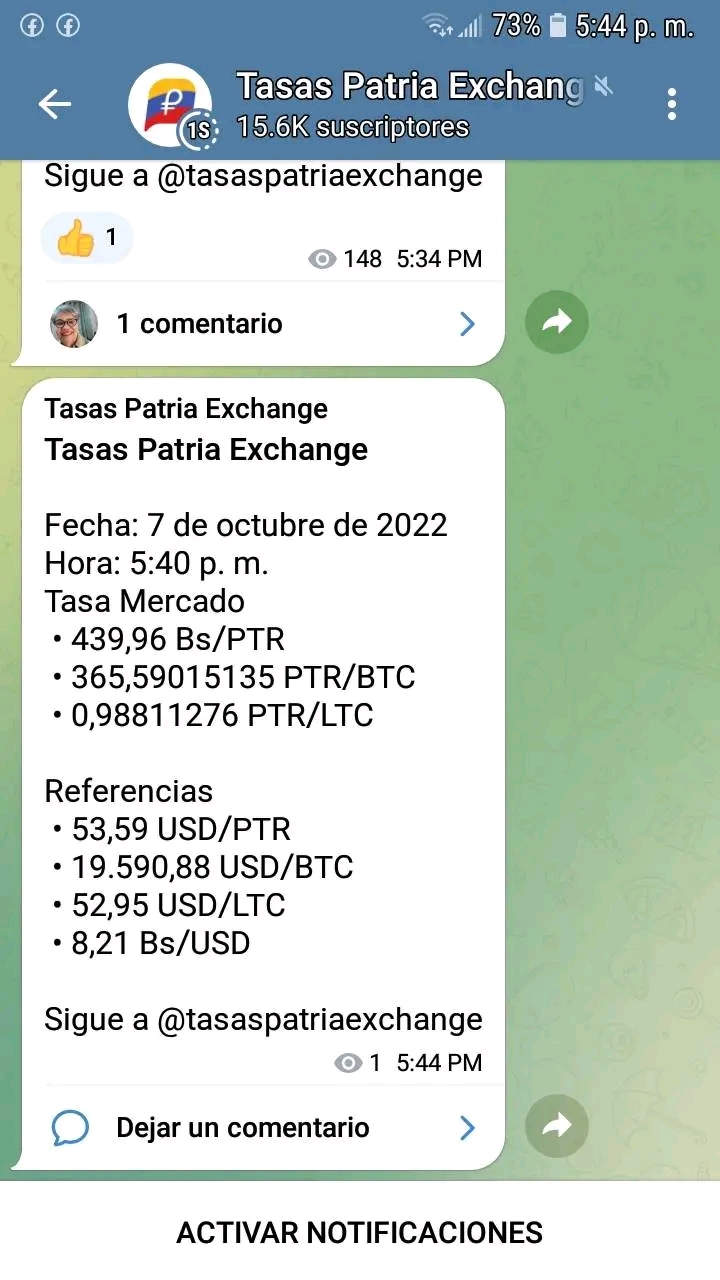 73% 5:44 p. m.
Tasas Patria Exchang
15.6K suscriptores
1S
Sigue a @tasaspatriaexchange
👍 1
148 5:34 PM
1 comentario
Tasas Patria Exchange
Tasas Patria Exchange
Fecha: 7 de octubre de 2022
Hora: 5:40 p. m.
Tasa Mercado
• 439,96 Bs/PTR
• 365,59015135 PTR/BTC
• 0,98811276 PTR/LTC
Referencias
• 53,59 USD/PTR
• 19.590,88 USD/BTC
• 52,95 USD/LTC
• 8,21 Bs/USD
Sigue a @tasaspatriaexchange
1 5:44 PM
Dejar un comentario
ACTIVAR NOTIFICACIONES